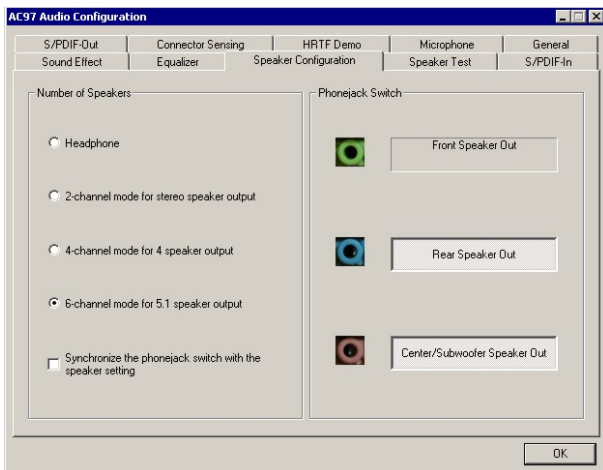 AC97 Audio Configuration
S/PDIF-Out
Connector Sensing
HRTF Demo
Microphone
General
Sound Effect
Equalizer
Speaker Configuration
Speaker Test
S/PDIF-In
Number of Speakers
Headphone
2-channel mode for stereo speaker output
4-channel mode for 4 speaker output
6-channel mode for 5.1 speaker output
Synchronize the phonejack switch with the
speaker setting
Phonejack Switch
Front Speaker Out
Rear Speaker Out
Center/Subwoofer Speaker Out
OK